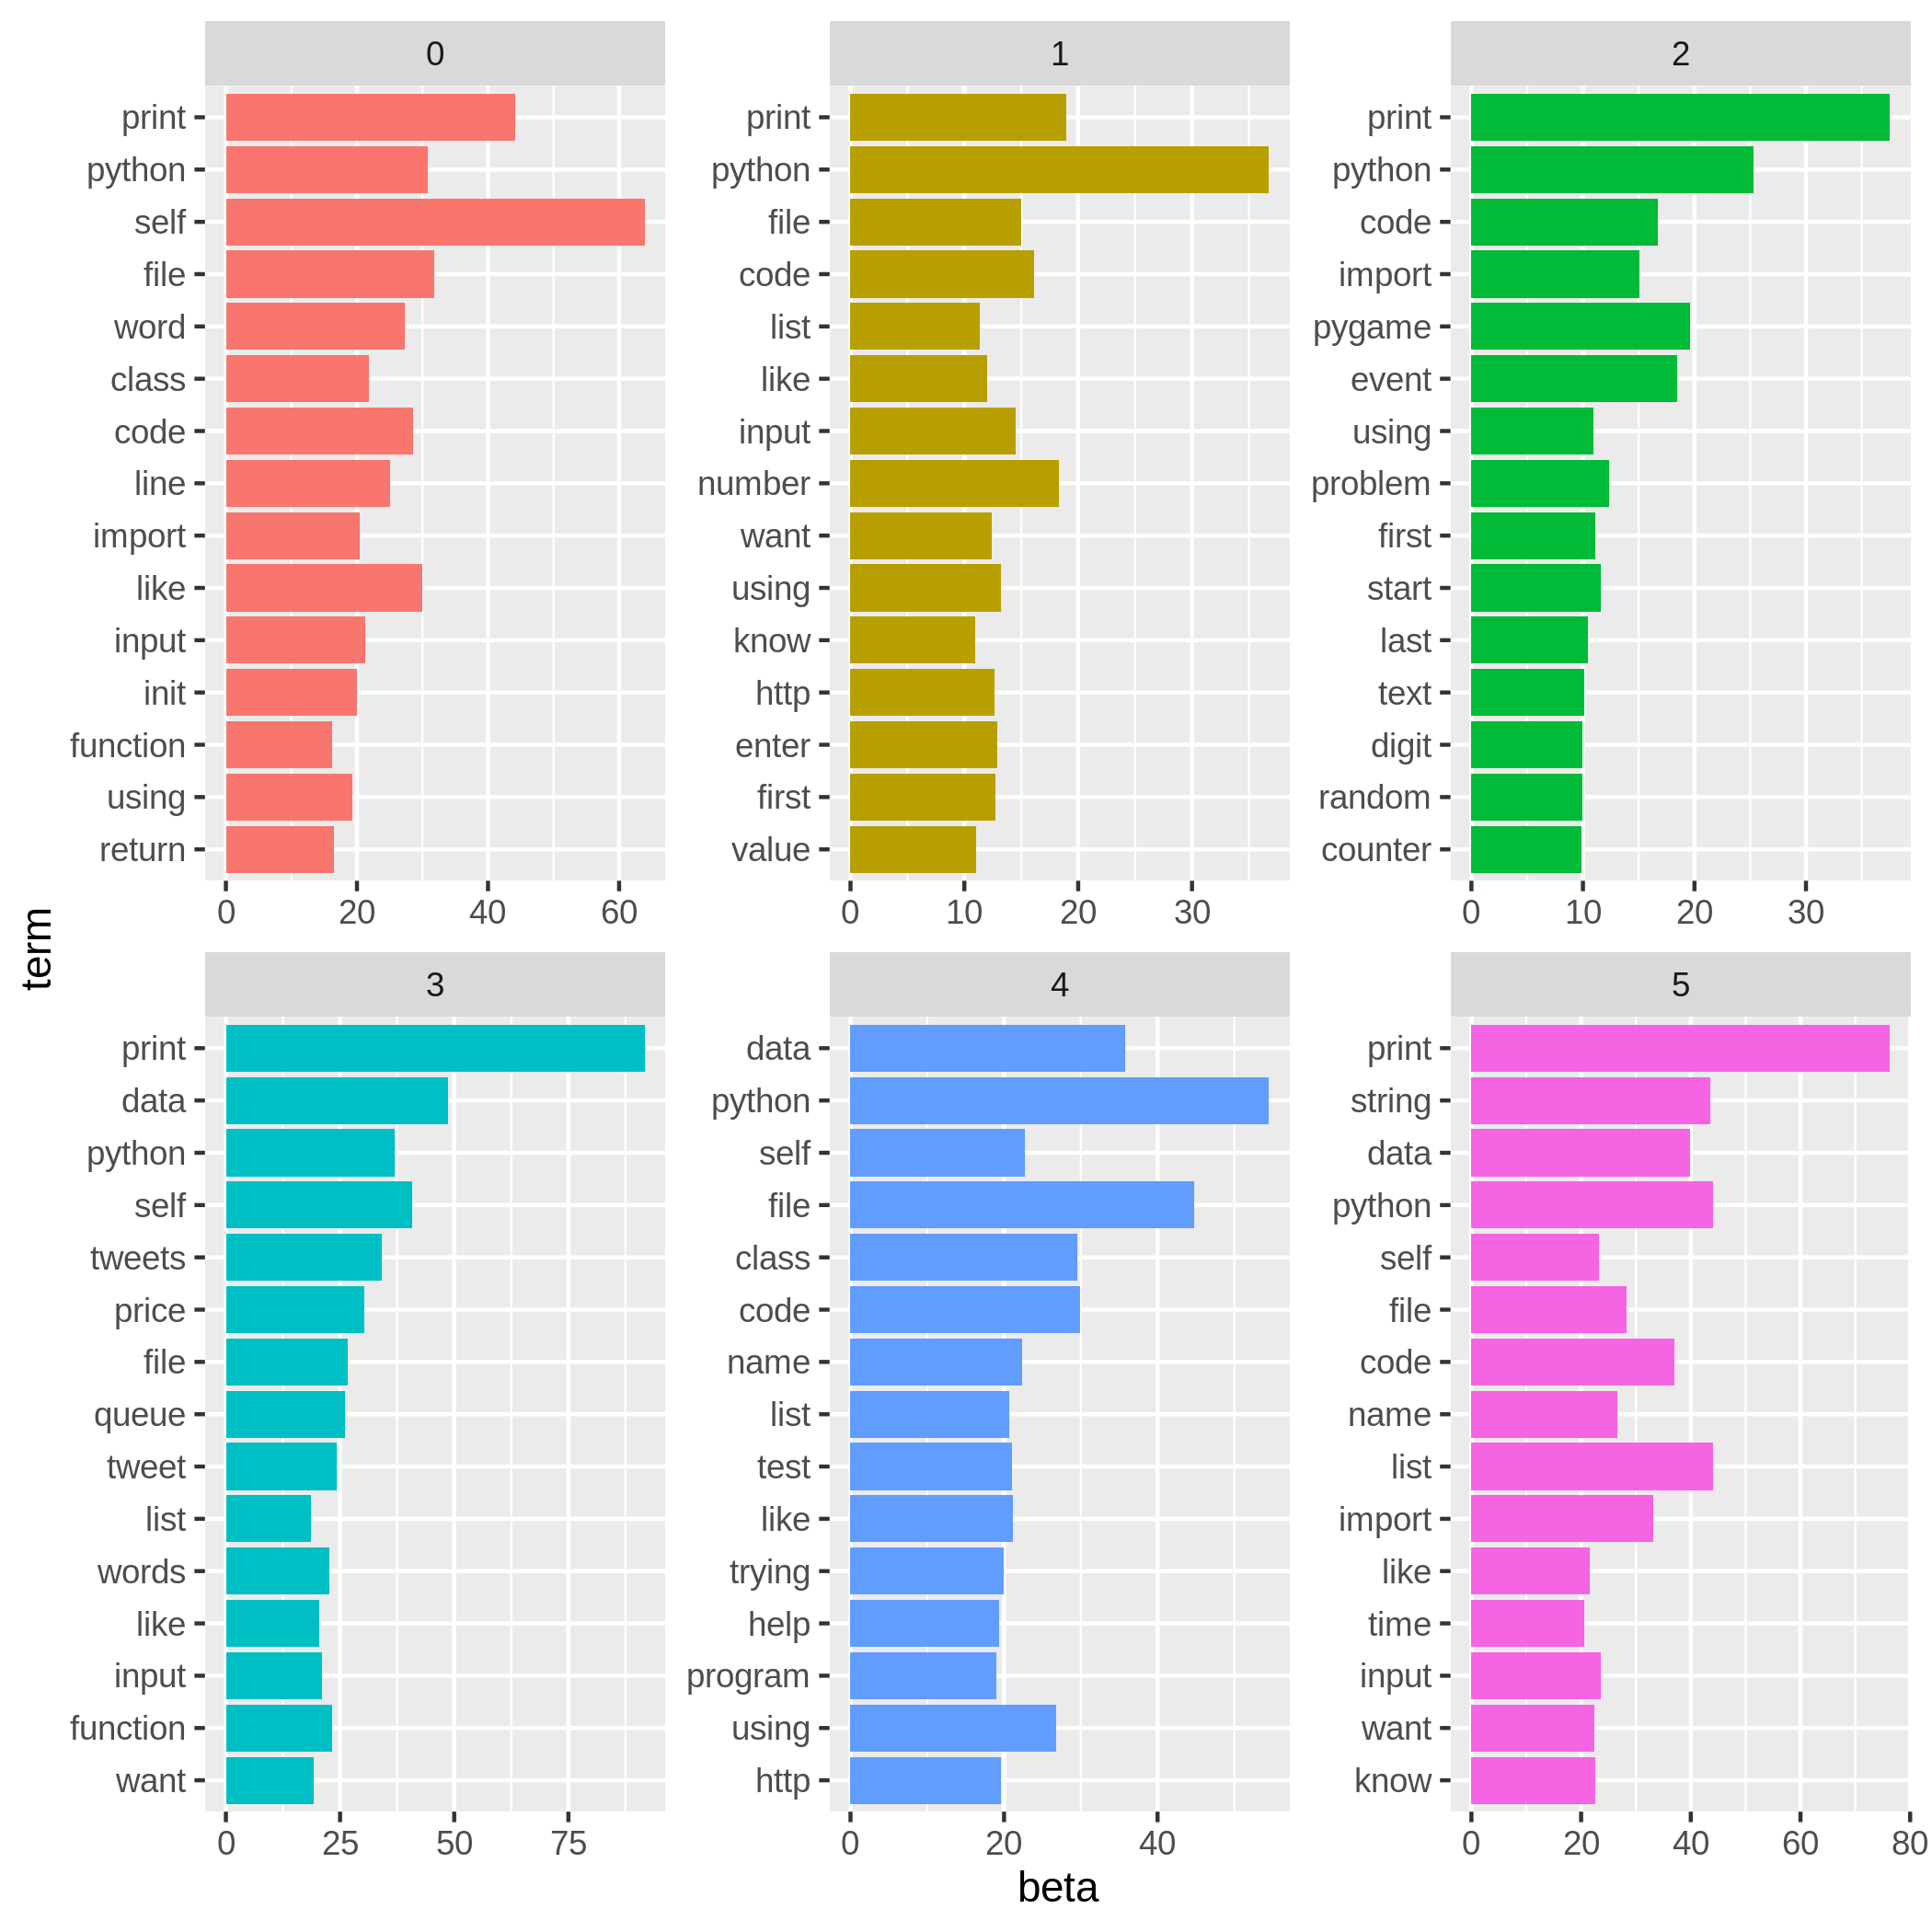 0
print
python
self
file
word
class
code
line
import
like
input
init
function
using
return
0 20 40 60
1
print
python
file
code
list
like
input
number
want
using
know
http
enter
first
value
0 10 20 30
2
print
python
code
import
pygame
event
using
problem
first
start
last
text
digit
random
counter
0 10 20 30
term
3
print
data
python
self
tweets
price
file
queue
tweet
list
words
like
input
function
want
0 25 50 75
4
data
python
self
file
class
code
name
list
test
like
trying
help
program
using
http
0 20 40
5
print
string
data
python
self
file
code
name
list
import
like
time
input
want
know
0 20 40 60 80
beta